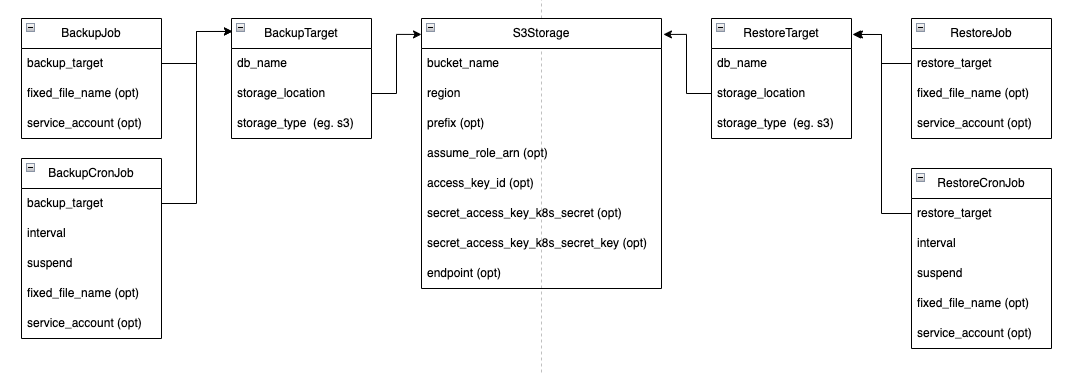 BackupJob
backup_target
fixed_file_name (opt)
service_account (opt)
BackupCronJob
backup_target
interval
suspend
fixed_file_name (opt)
service_account (opt)
BackupTarget
db_name
storage_location
storage_type  (eg. s3)
S3Storage
bucket_name
region
prefix (opt)
assume_role_arn (opt)
access_key_id (opt)
secret_access_key_k8s_secret (opt)
secret_access_key_k8s_secret_key (opt)
endpoint (opt)
RestoreTarget
db_name
storage_location
storage_type  (eg. s3)
RestoreJob
restore_target
fixed_file_name (opt)
service_account (opt)
RestoreCronJob
restore_target
interval
suspend
fixed_file_name (opt)
service_account (opt)